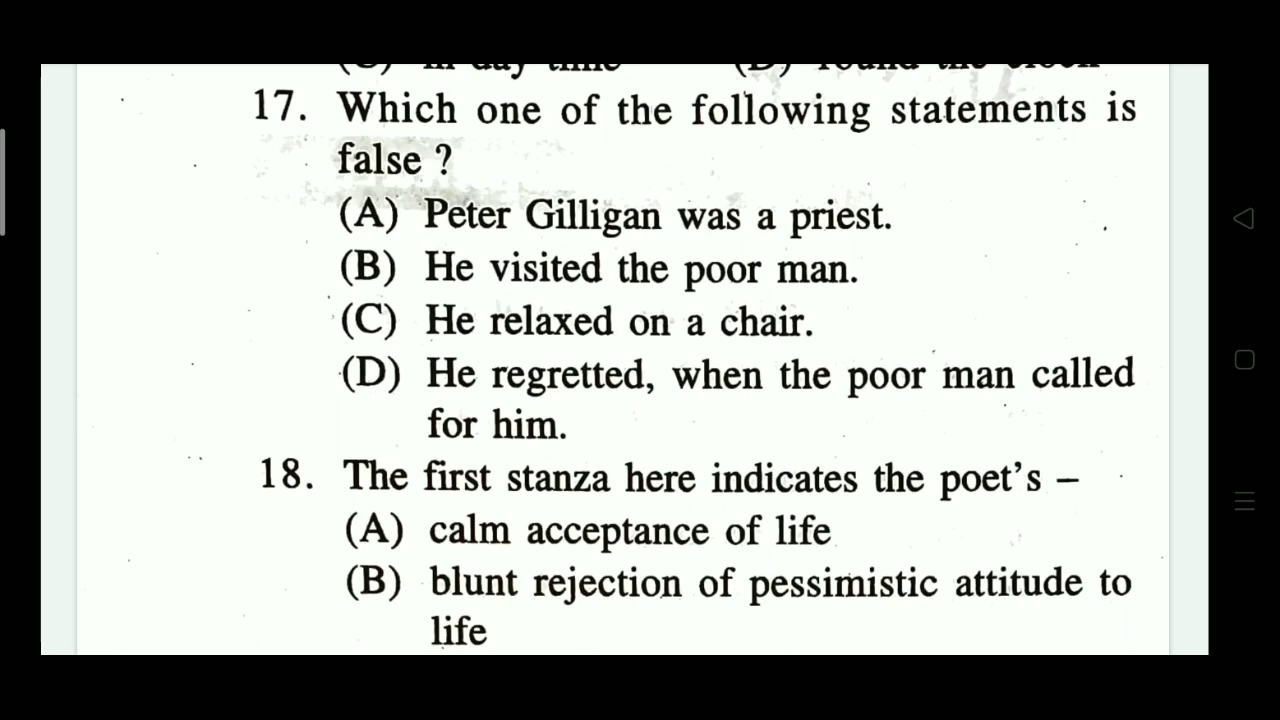 17. Which one of the following statements is
false ?
(A) Peter Gilligan was a priest.
(B) He visited the poor man.
(C) He relaxed on a chair.
(D) He regretted, when the poor man called
for him.
18. The first stanza here indicates the poet's –
(A) calm acceptance of life
(B) blunt rejection of pessimistic attitude to
life